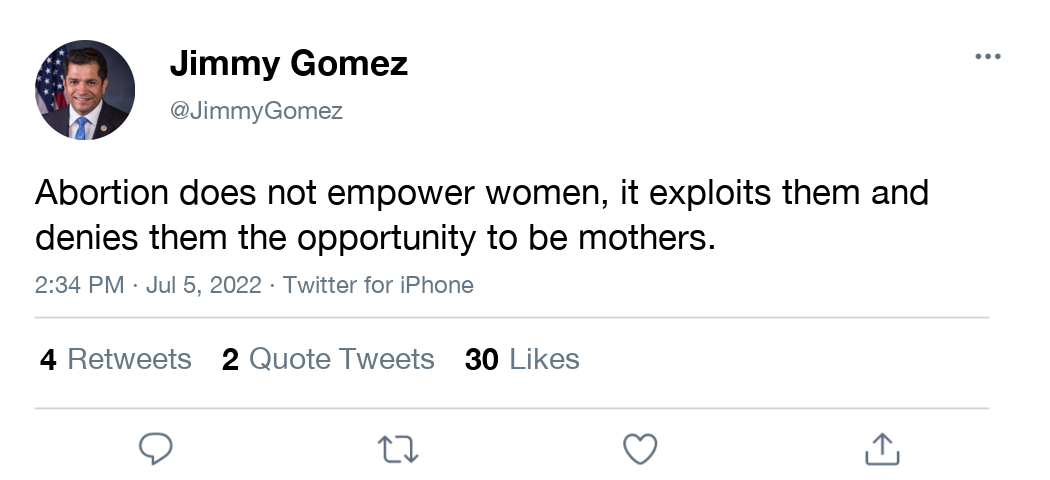 Jimmy Gomez
@JimmyGomez
Abortion does not empower women, it exploits them and
denies them the opportunity to be mothers.
2:34 PM · Jul 5, 2022 · Twitter for iPhone
4 Retweets 2 Quote Tweets 30 Likes